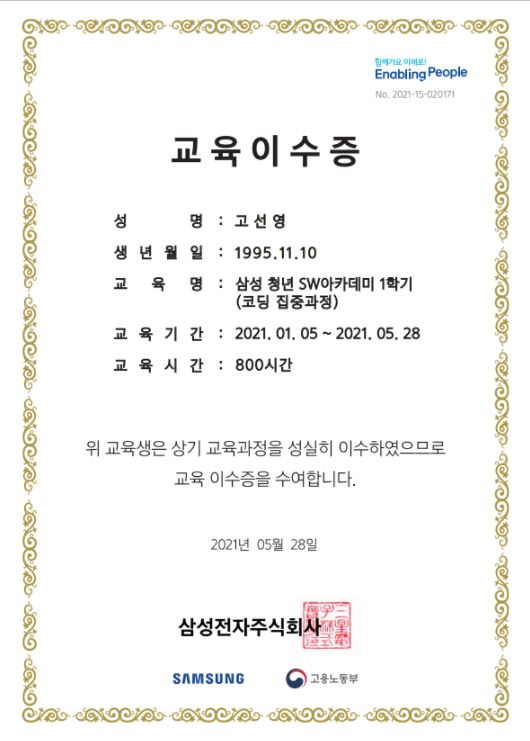 함께가요 미래로!
Enabling People
No. 2021-15-020171
교육이수증
성 명 : 고선영
생년월일 : 1995.11.10
교 육 명 : 삼성 청년 SW아카데미 1학기
(코딩 집중과정)
교육기간 : 2021. 01. 05 ~ 2021. 05. 28
교육시간 : 800시간
위 교육생은 상기 교육과정을 성실히 이수하였으므로
교육 이수증을 수여합니다.
2021년 05월 28일
삼성전자주식회사
SAMSUNG 고용노동부